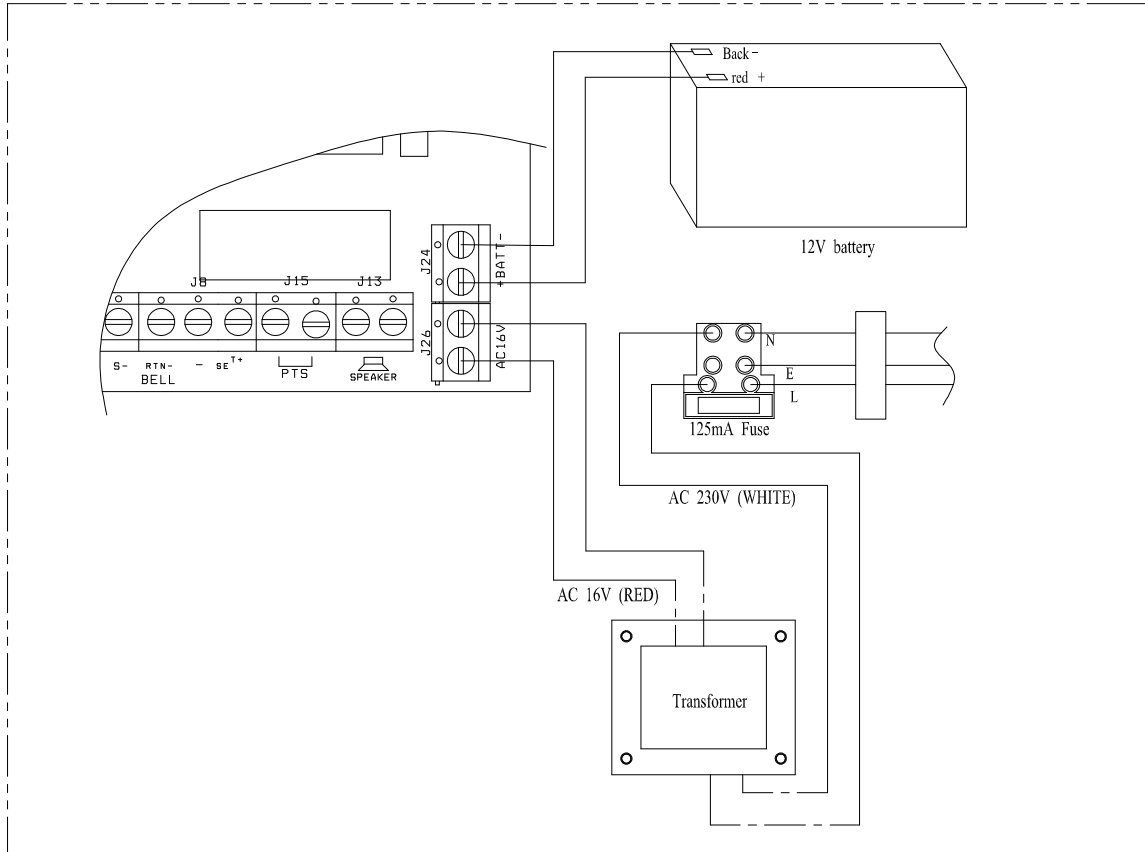 Back -
red +
12V battery
J24
+BATT-
J8
J15
J13
J26
AC16V
S-
RTN-
BELL
-
SE T+
PTS
SPEAKER
N
E
L
125mA Fuse
AC 230V (WHITE)
AC 16V (RED)
Transformer